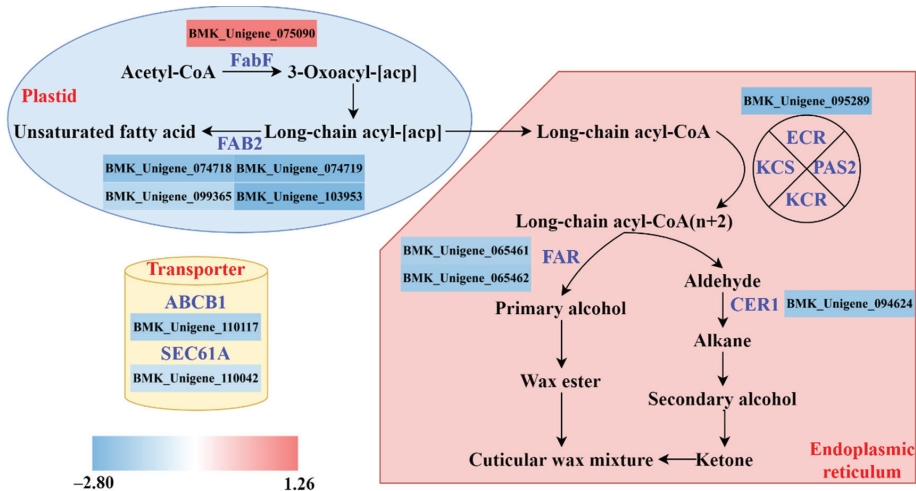 BMK_Unigene_075090
FabF
Acetyl-CoA
3-Oxoacyl-[acp]
Plastid
Unsaturated fatty acid
Long-chain acyl-[acp]
FAB2
BMK_Unigene_074718
BMK_Unigene_074719
BMK_Unigene_099365
BMK_Unigene_103953
Long-chain acyl-CoA
BMK_Unigene_095289
ECR
KCS
PAS2
KCR
Long-chain acyl-CoA(n+2)
BMK_Unigene_065461
BMK_Unigene_065462
FAR
Aldehyde
Primary alcohol
CER1
BMK_Unigene_094624
Alkane
Wax ester
Secondary alcohol
Cuticular wax mixture
Ketone
Endoplasmic
reticulum
Transporter
ABCB1
BMK_Unigene_110117
SEC61A
BMK_Unigene_110042
−2.80
1.26